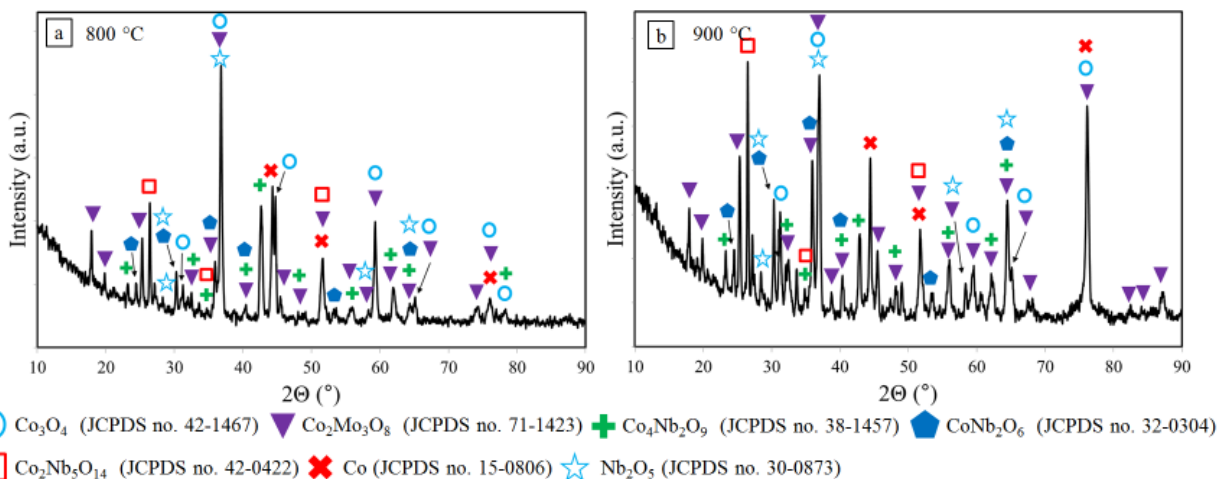 a 800 °C
b 900 °C
Intensity (a.u.)
Intensity (a.u.)
10 20 30 40 50 60 70 80 90
10 20 30 40 50 60 70 80 90
2Θ (°)
2Θ (°)
Co₃O₄ (JCPDS no. 42-1467) Co₂Mo₃O₈ (JCPDS no. 71-1423) Co₄Nb₂O₉ (JCPDS no. 38-1457) CoNb₂O₆ (JCPDS no. 32-0304)
Co₂Nb₅O₁₄ (JCPDS no. 42-0422) Co (JCPDS no. 15-0806) Nb₂O₅ (JCPDS no. 30-0873)